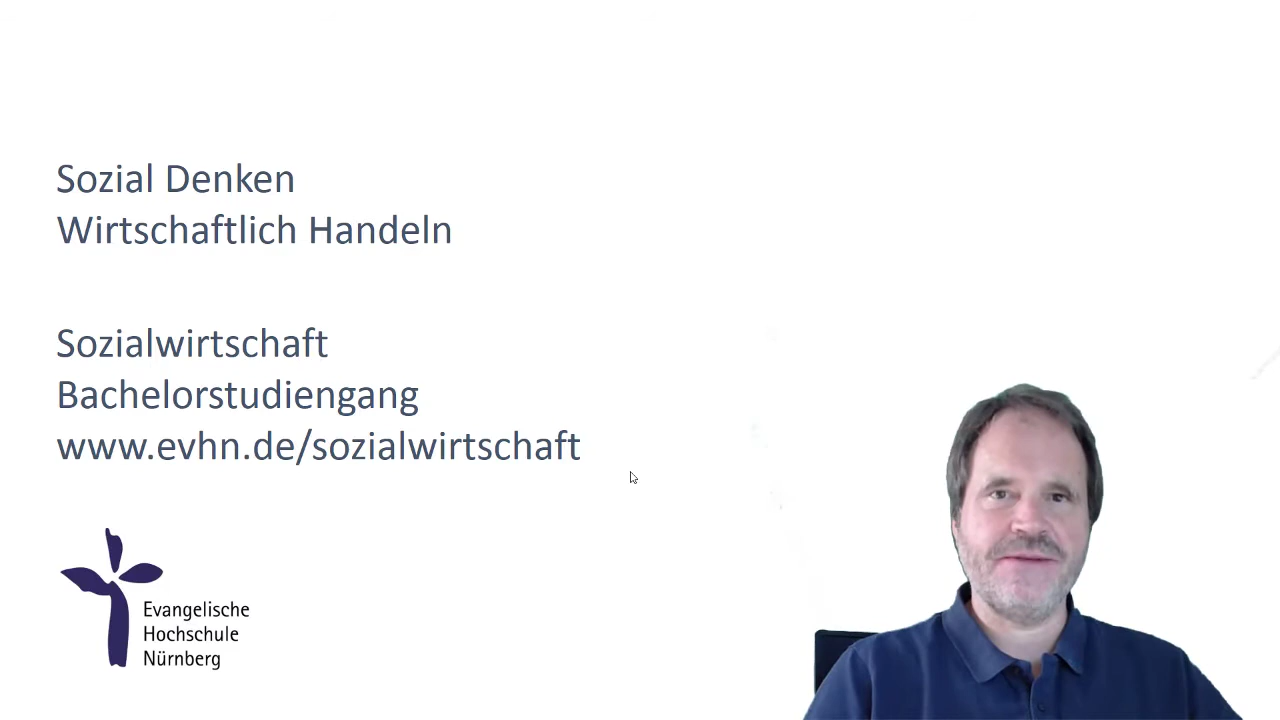 Sozial Denken
Wirtschaftlich Handeln
Sozialwirtschaft
Bachelorstudiengang
www.evhn.de/sozialwirtschaft
Evangelische
Hochschule
Nürnberg